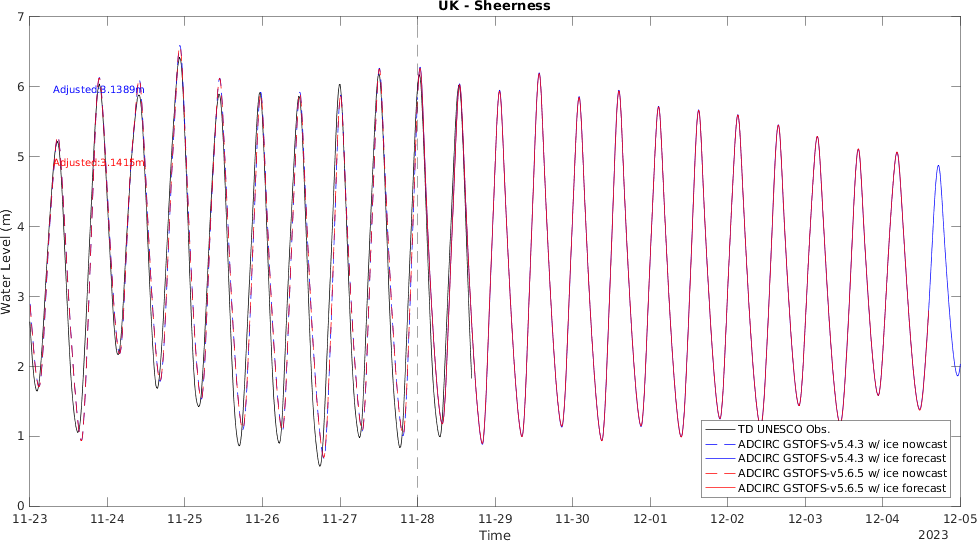 UK - Sheerness
7
6
5
4
3
2
1
0
Water Level (m)
Adjusted:3.1389m
Adjusted:3.1415m
TD UNESCO Obs.
ADCIRC GSTOFS-v5.4.3 w/ ice nowcast
ADCIRC GSTOFS-v5.4.3 w/ ice forecast
ADCIRC GSTOFS-v5.6.5 w/ ice nowcast
ADCIRC GSTOFS-v5.6.5 w/ ice forecast
11-23 11-24 11-25 11-26 11-27 11-28 11-29 11-30 12-01 12-02 12-03 12-04 12-05
Time
2023